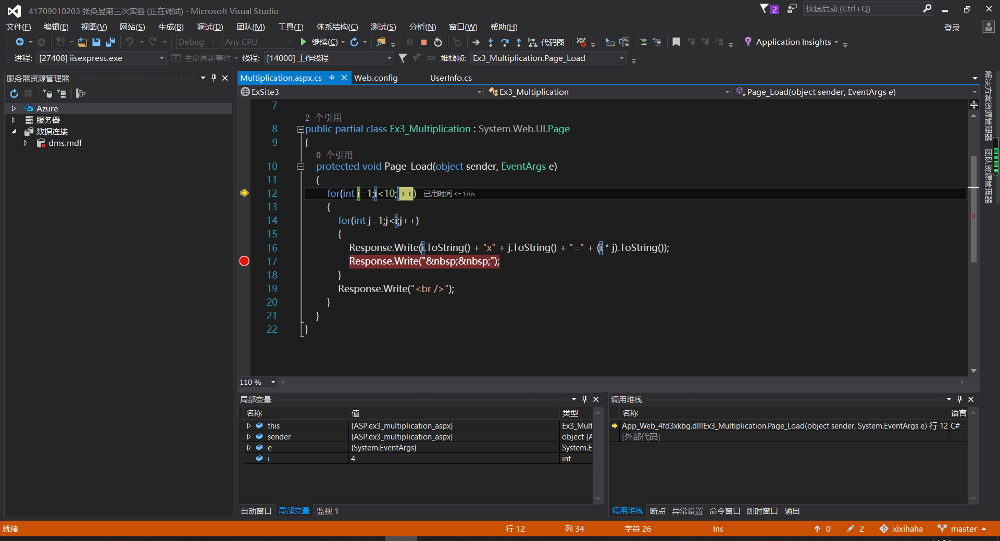 41709010203 张奂昱第三次实验 (正在调试) - Microsoft Visual Studio
2
快速启动 (Ctrl+Q)
文件(F) 编辑(E) 视图(V) 网站(S) 生成(B) 调试(D) 团队(M) 工具(T) 体系结构(C) 测试(S) 分析(N) 窗口(W) 帮助(H)
登录
Debug Any CPU 继续(C) 代码图 Application Insights
进程: [27408] iisexpress.exe 生命周期事件 线程: [14000] 工作线程 堆栈帧: Ex3_Multiplication.Page_Load
服务器资源管理器
Azure
服务器
数据连接
dms.mdf
Multiplication.aspx.cs Web.config UserInfo.cs
ExSite3 Ex3_Multiplication Page_Load(object sender, EventArgs e)
7
2 个引用
8 public partial class Ex3_Multiplication : System.Web.UI.Page
9 {
0 个引用
10 protected void Page_Load(object sender, EventArgs e)
11 {
12 for(int i=1;i<10;i++) 已用时间 <= 1ms
13 {
14 for(int j=1;j<i;j++)
15 {
16 Response.Write(i.ToString() + "x" + j.ToString() + "=" + (i * j).ToString());
17 Response.Write("&nbsp;&nbsp;");
18 }
19 Response.Write("<br />");
20 }
21 }
22 }
110 %
解决方案资源管理器
团队资源管理器
局部变量
名称 值 类型
this {ASP.ex3_multiplication_aspx} Ex3_Mult
sender {ASP.ex3_multiplication_aspx} object {A
e {System.EventArgs} System.E
i 4 int
自动窗口 局部变量 监视 1
调用堆栈
名称 语言
App_Web_4fd3xkbg.dll!Ex3_Multiplication.Page_Load(object sender, System.EventArgs e) 行 12 C#
[外部代码]
调用堆栈 断点 异常设置 命令窗口 即时窗口 输出
就绪 行 12 列 34 字符 26 Ins 0 2 xixihaha master